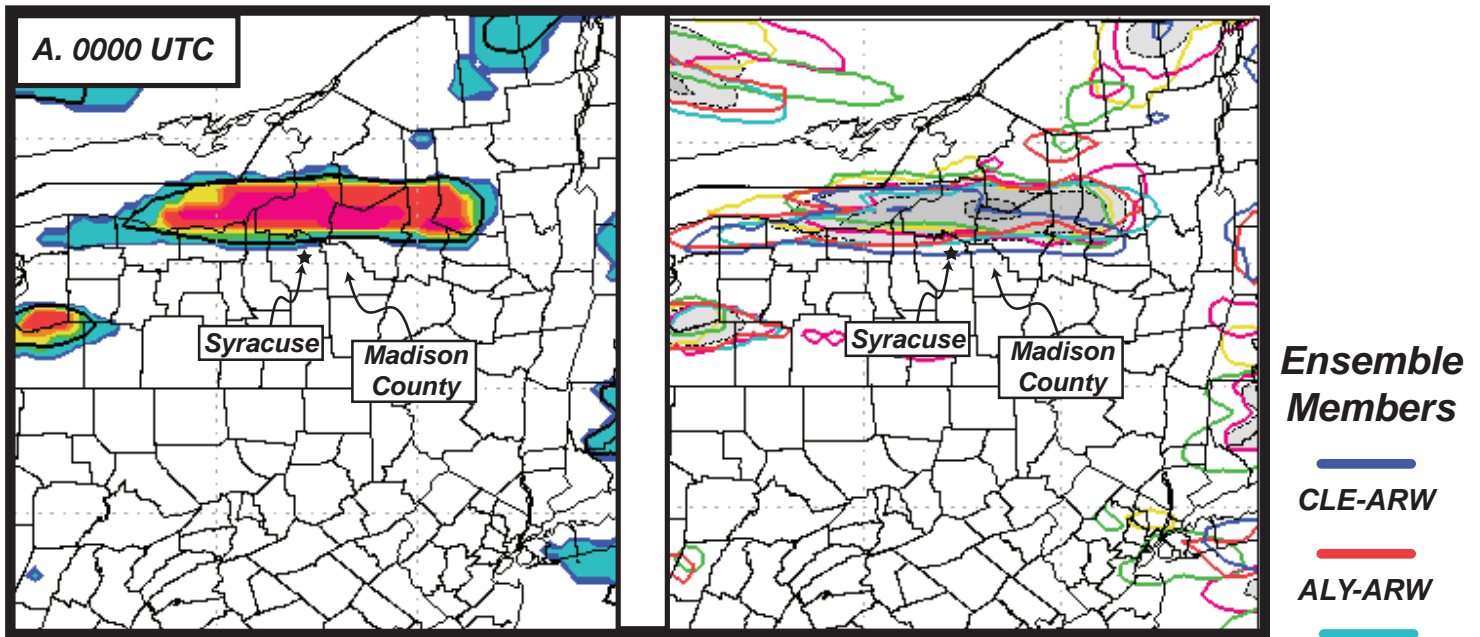 A. 0000 UTC
Syracuse
Madison
County
Syracuse
Madison
County
Ensemble
Members
CLE-ARW
ALY-ARW